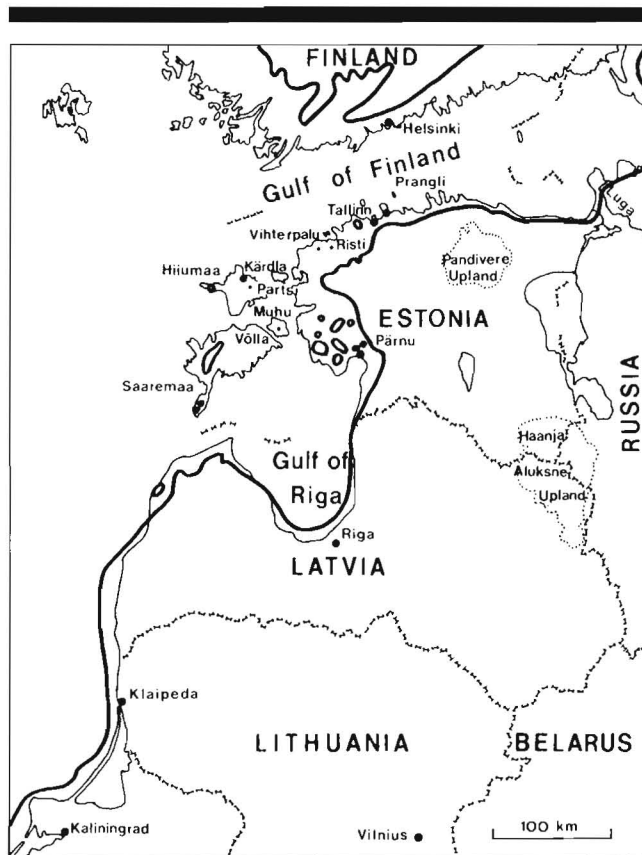 FINLAND
Helsinki
Gulf of Finland
Prangli
Tallinn
Luga
Vihterpalu
Risti
Pandivere
Upland
Hiiumaa
Kärdla
Parts
Muhu
ESTONIA
Võlla
Pärnu
Saaremaa
RUSSIA
Haanja
Gulf of
Riga
Aluksne
Upland
Riga
LATVIA
Klaipeda
LITHUANIA
BELARUS
Kaliningrad
Vilnius
100 km